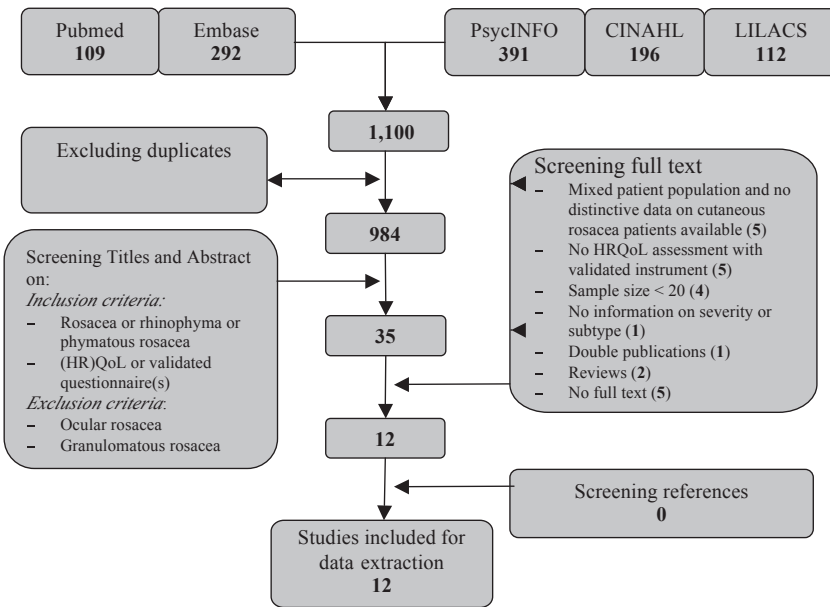 Pubmed
109
Embase
292
PsycINFO
391
CINAHL
196
LILACS
112
1,100
Excluding duplicates
984
Screening Titles and Abstract
on:
Inclusion criteria:
– Rosacea or rhinophyma or
phymatous rosacea
– (HR)QoL or validated
questionnaire(s)
Exclusion criteria:
– Ocular rosacea
– Granulomatous rosacea
35
Screening full text
– Mixed patient population and no
distinctive data on cutaneous
rosacea patients available (5)
– No HRQoL assessment with
validated instrument (5)
– Sample size < 20 (4)
– No information on severity or
subtype (1)
– Double publications (1)
– Reviews (2)
– No full text (5)
12
Screening references
0
Studies included for
data extraction
12